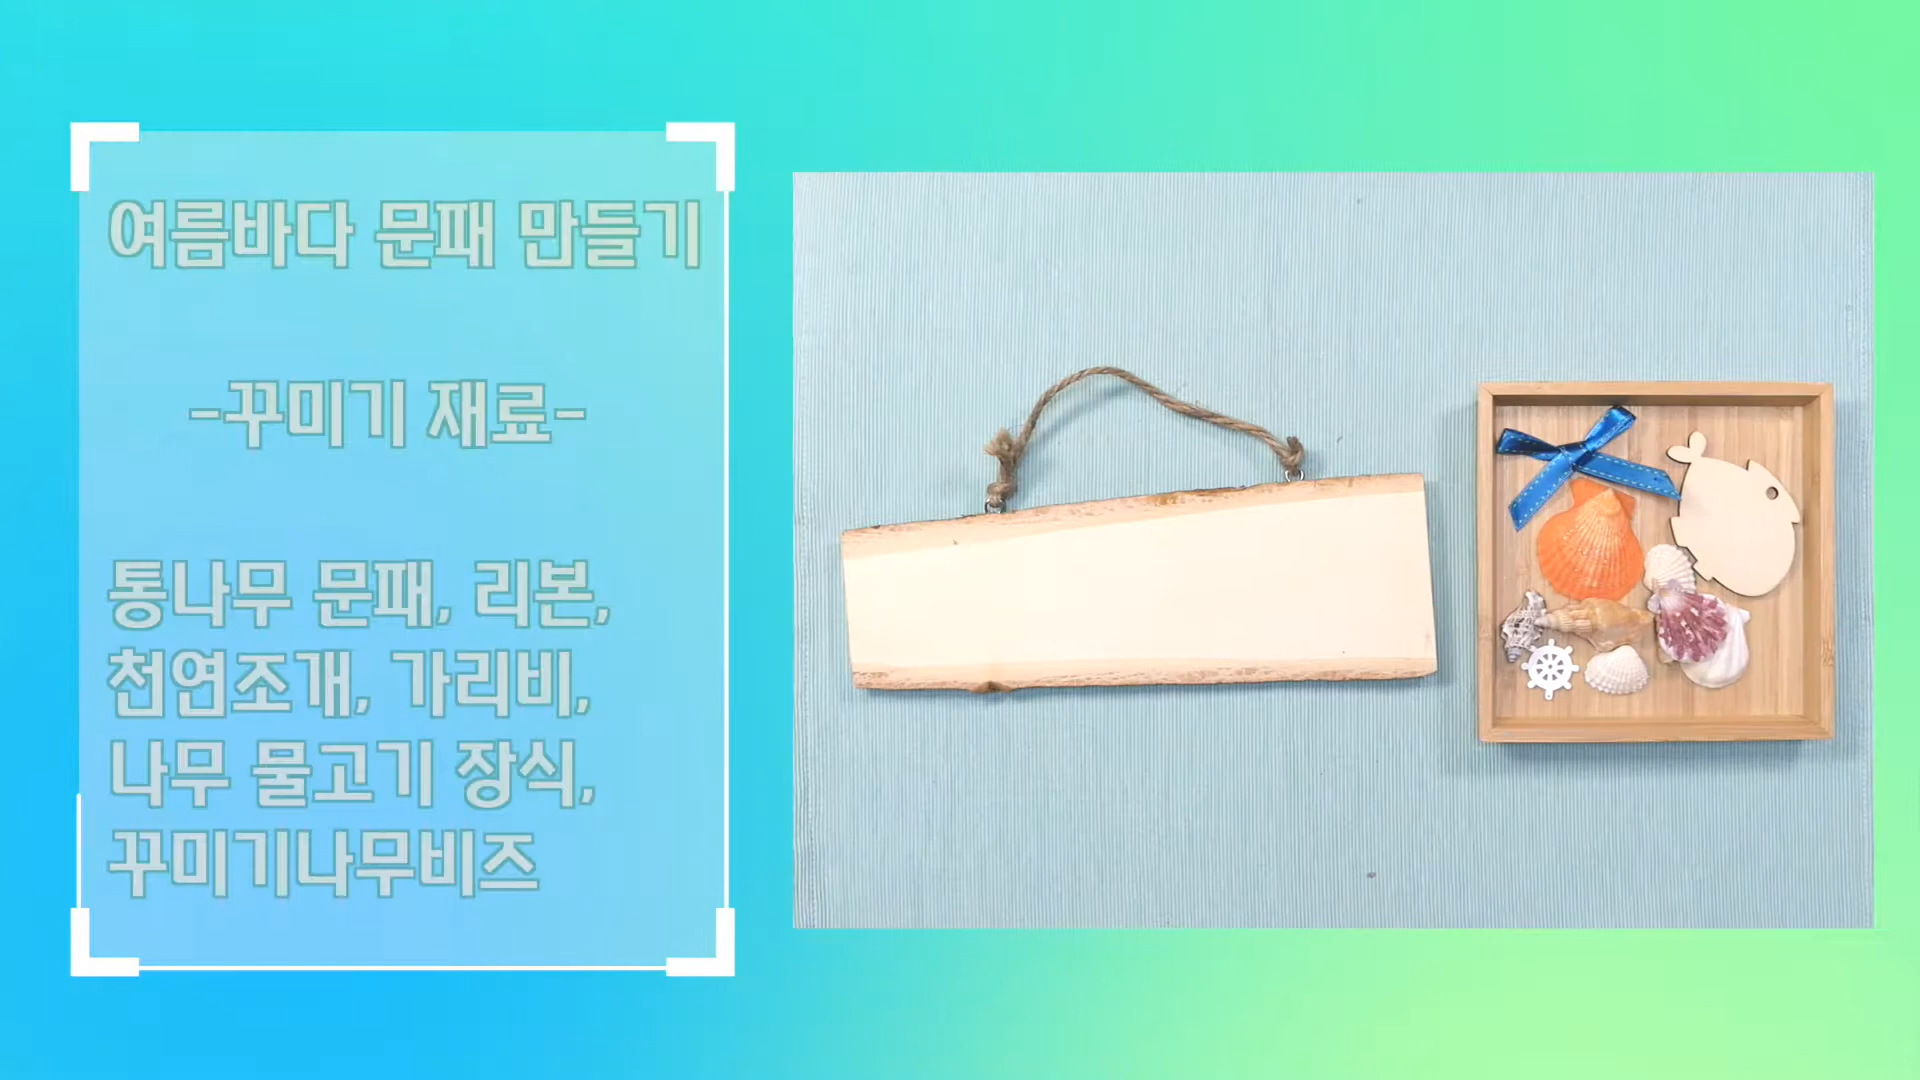 여름바다 문패 만들기
-꾸미기 재료-
통나무 문패, 리본,
천연조개, 가리비,
나무 물고기 장식,
꾸미기나무비즈